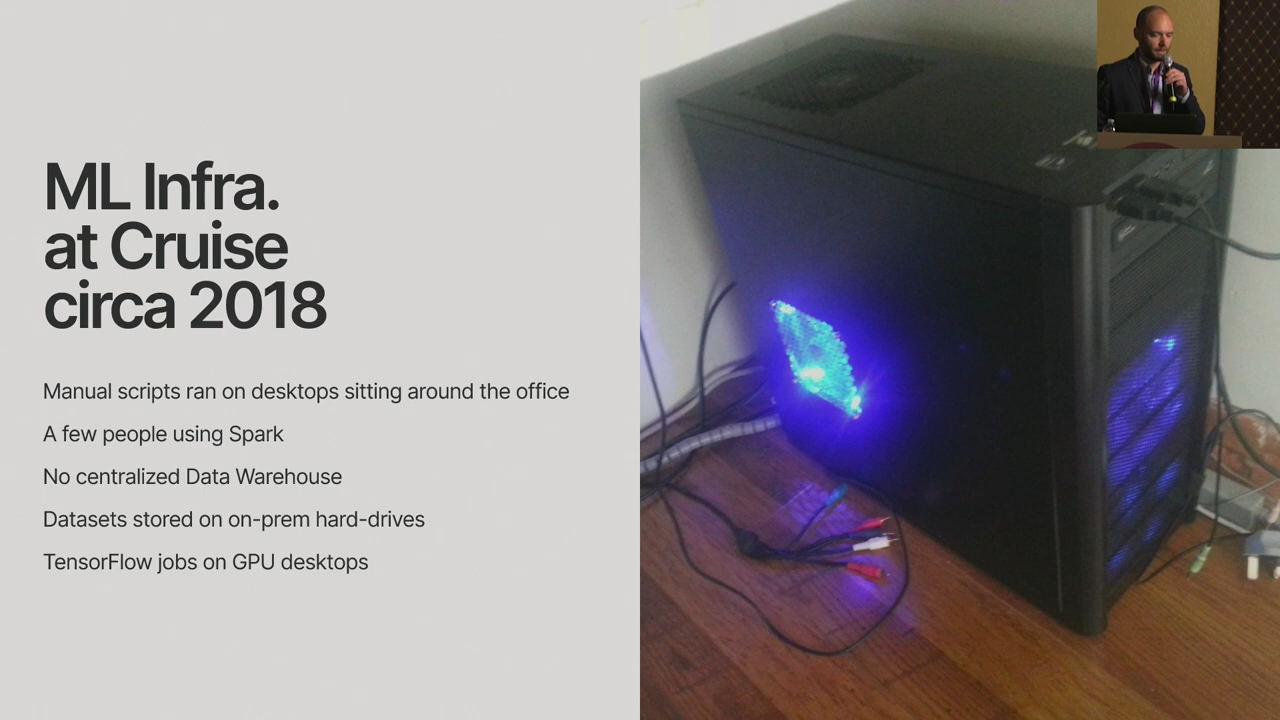 ML Infra.
at Cruise
circa 2018
Manual scripts ran on desktops sitting around the office
A few people using Spark
No centralized Data Warehouse
Datasets stored on on-prem hard-drives
TensorFlow jobs on GPU desktops